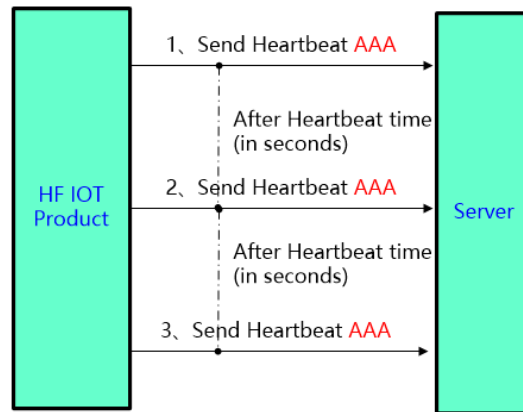 1、Send Heartbeat AAA
After Heartbeat time
(in seconds)
HF IOT
Product
2、Send Heartbeat AAA
Server
After Heartbeat time
(in seconds)
3、Send Heartbeat AAA